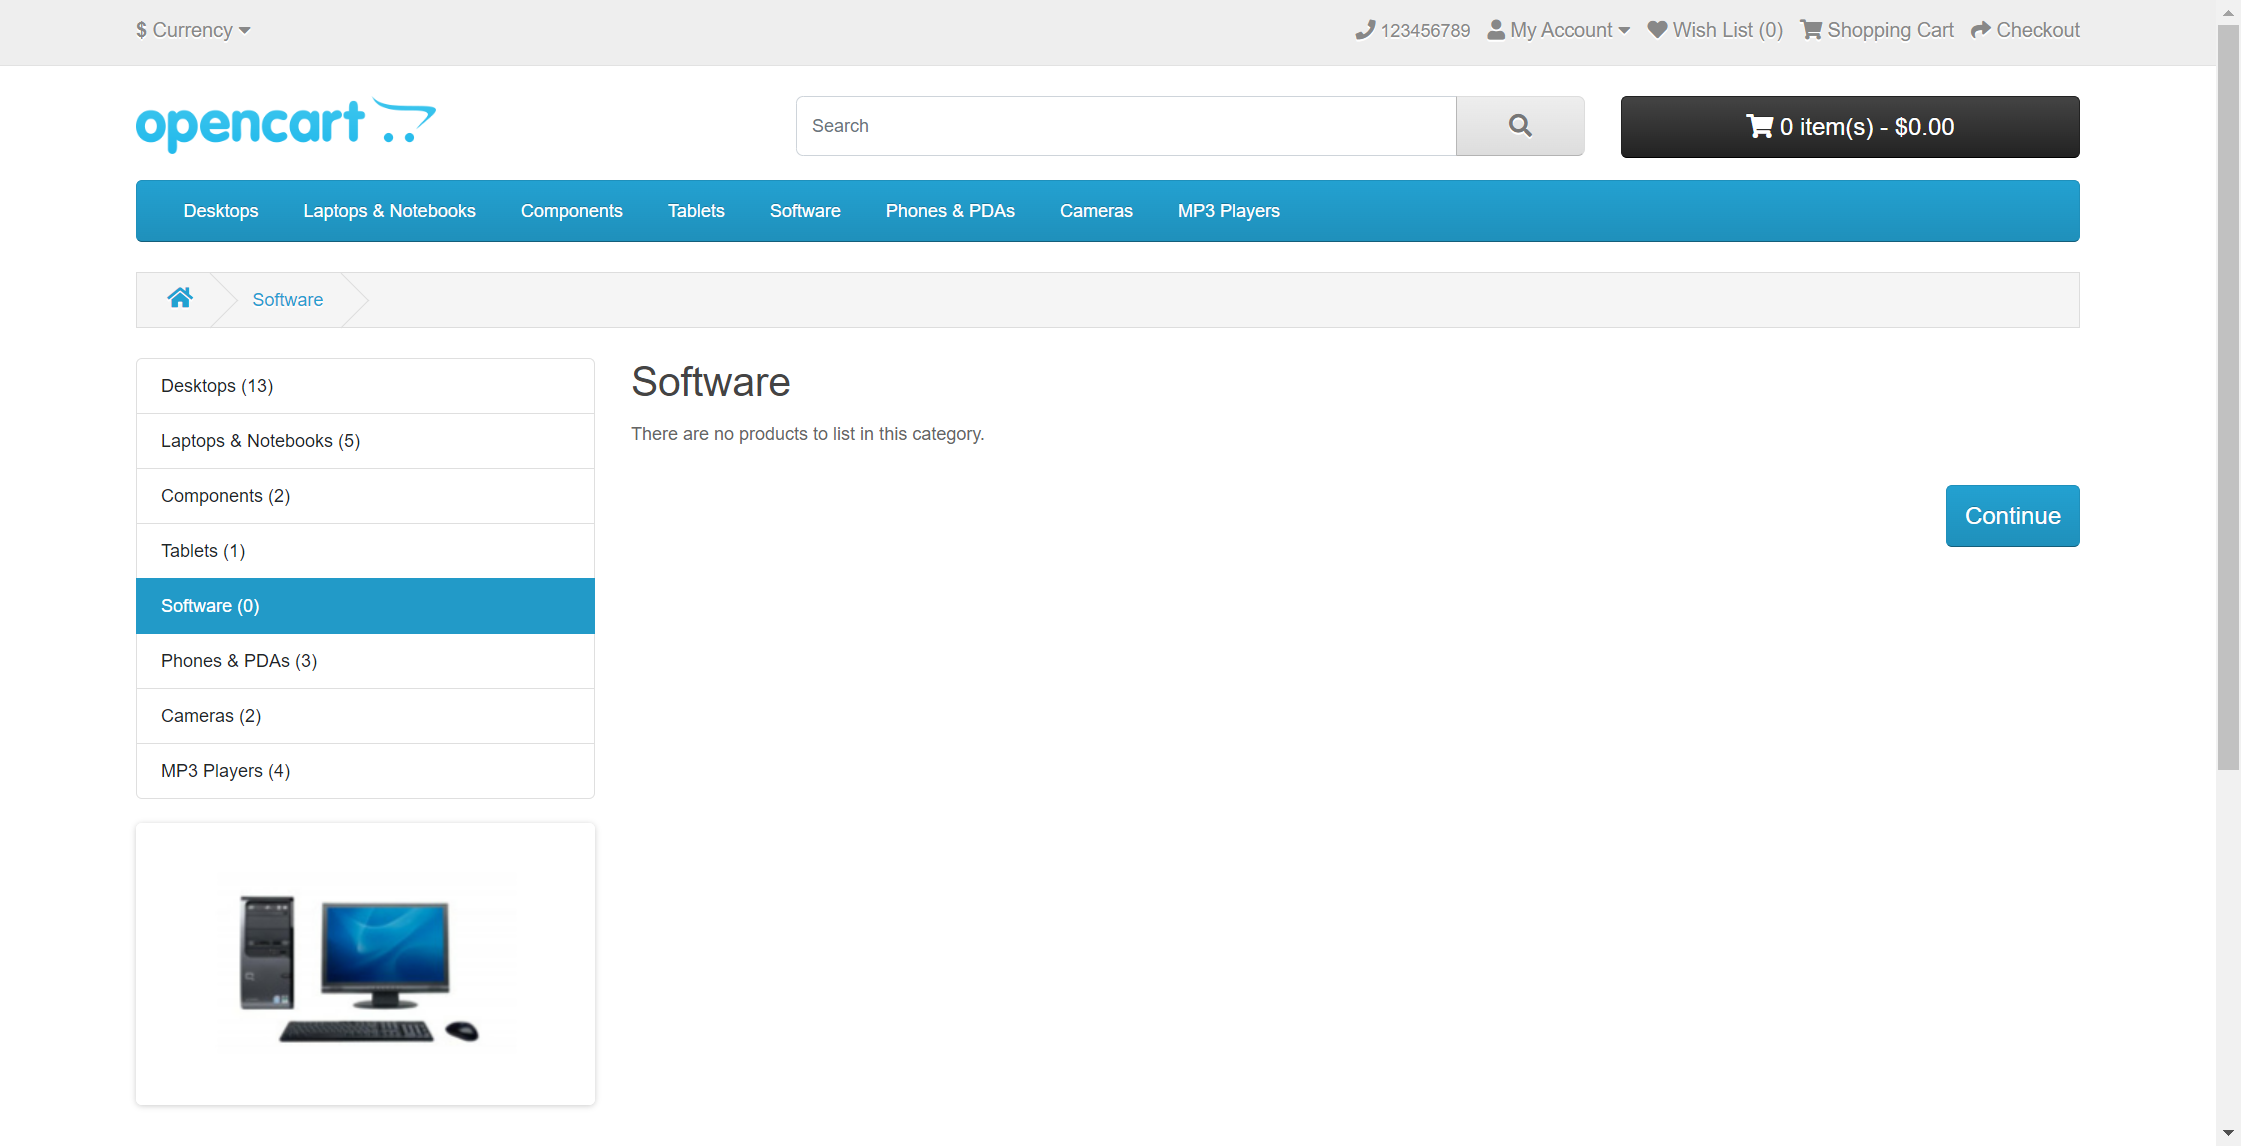 $ Currency
123456789 My Account Wish List (0) Shopping Cart Checkout
opencart
Search
0 item(s) - $0.00
Desktops Laptops & Notebooks Components Tablets Software Phones & PDAs Cameras MP3 Players
Software
Desktops (13)
Laptops & Notebooks (5)
Components (2)
Tablets (1)
Software (0)
Phones & PDAs (3)
Cameras (2)
MP3 Players (4)
Software
There are no products to list in this category.
Continue